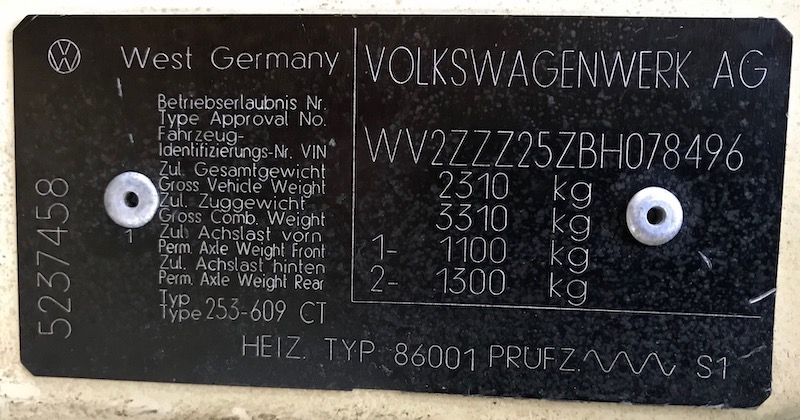 West Germany
VOLKSWAGENWERK AG
Betriebserlaubnis Nr.
Type Approval No.
Fahrzeug-
Identifizierungs-Nr. VIN
WV2ZZZ25ZBH078496
Zul. Gesamtgewicht
Gross Vehicle Weight
2310 kg
Zul. Zuggewicht
Gross Comb. Weight
3310 kg
Zul. Achslast vorn
Perm. Axle Weight Front
1- 1100 kg
Zul. Achslast hinten
Perm. Axle Weight Rear
2- 1300 kg
Typ
Type 253-609 CT
HEIZ. TYP 86001 PRÜFZ. S1
5237458
1